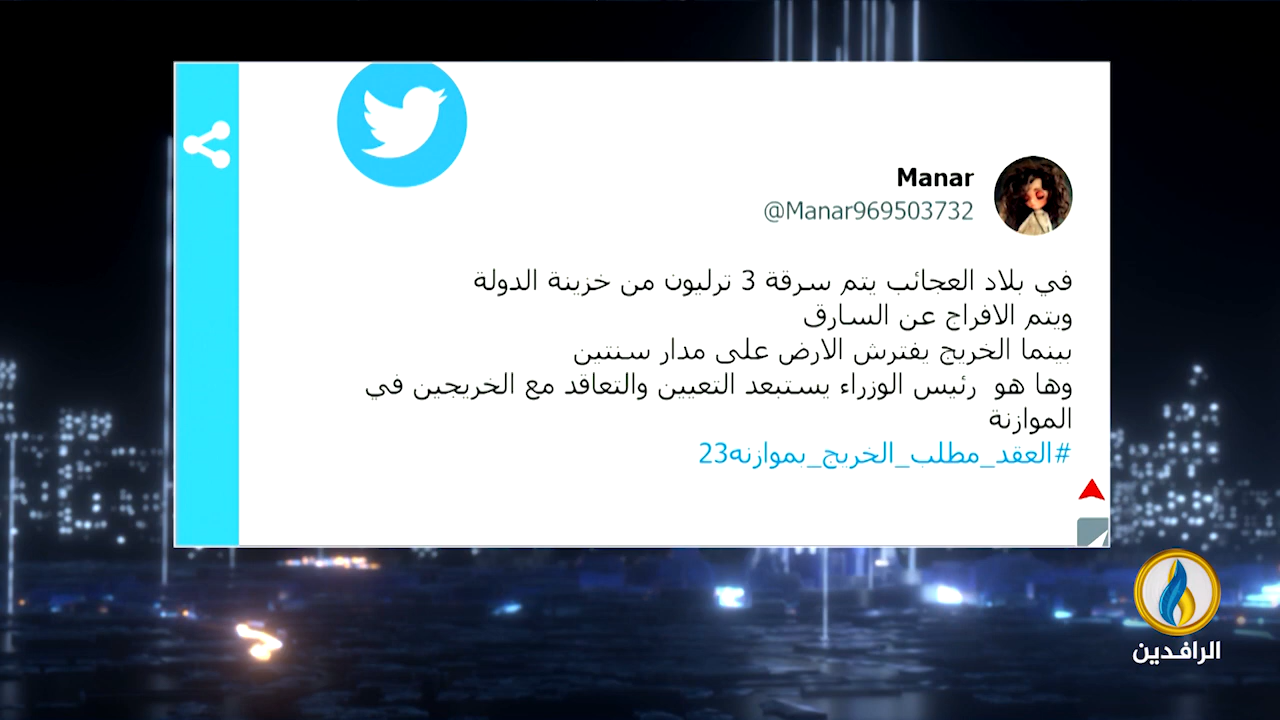 Manar
@Manar969503732
في بلاد العجائب يتم سرقة 3 ترليون من خزينة الدولة
ويتم الافراج عن السارق
بينما الخريج يفترش الارض على مدار سنتين
وها هو رئيس الوزراء يستبعد التعيين والتعاقد مع الخريجين في
الموازنة
#العقد_مطلب_الخريج_بموازنه23
الرافدين